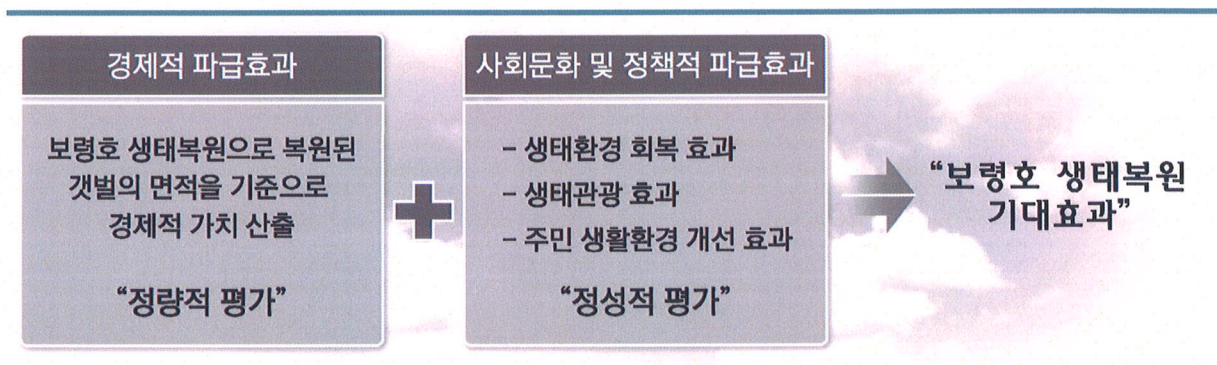 경제적 파급효과
보령호 생태복원으로 복원된
갯벌의 면적을 기준으로
경제적 가치 산출
“정량적 평가”
사회문화 및 정책적 파급효과
- 생태환경 회복 효과
- 생태관광 효과
- 주민 생활환경 개선 효과
“정성적 평가”
“보령호 생태복원
기대효과”